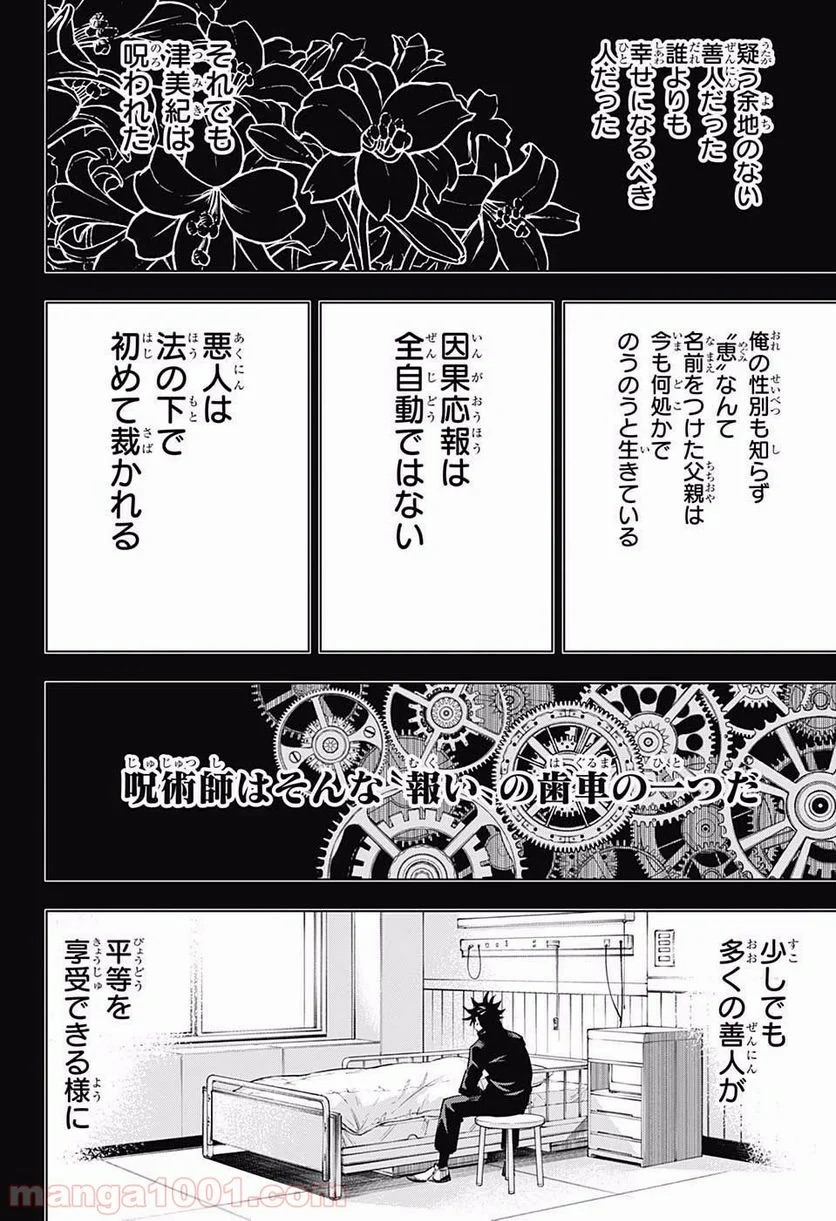 疑う余地のない
善人だった
誰よりも
幸せになるべき
人だった
それでも
津美紀は
呪われた
俺の性別も知らず
〝恵〟なんて
名前をつけた父親は
今も何処かで
のうのうと生きている
因果応報は
全自動ではない
悪人は
法の下で
初めて裁かれる
呪術師はそんな〝報い〟の歯車の一つだ
少しでも
多くの善人が
平等を
享受できる様に
manga1001.com